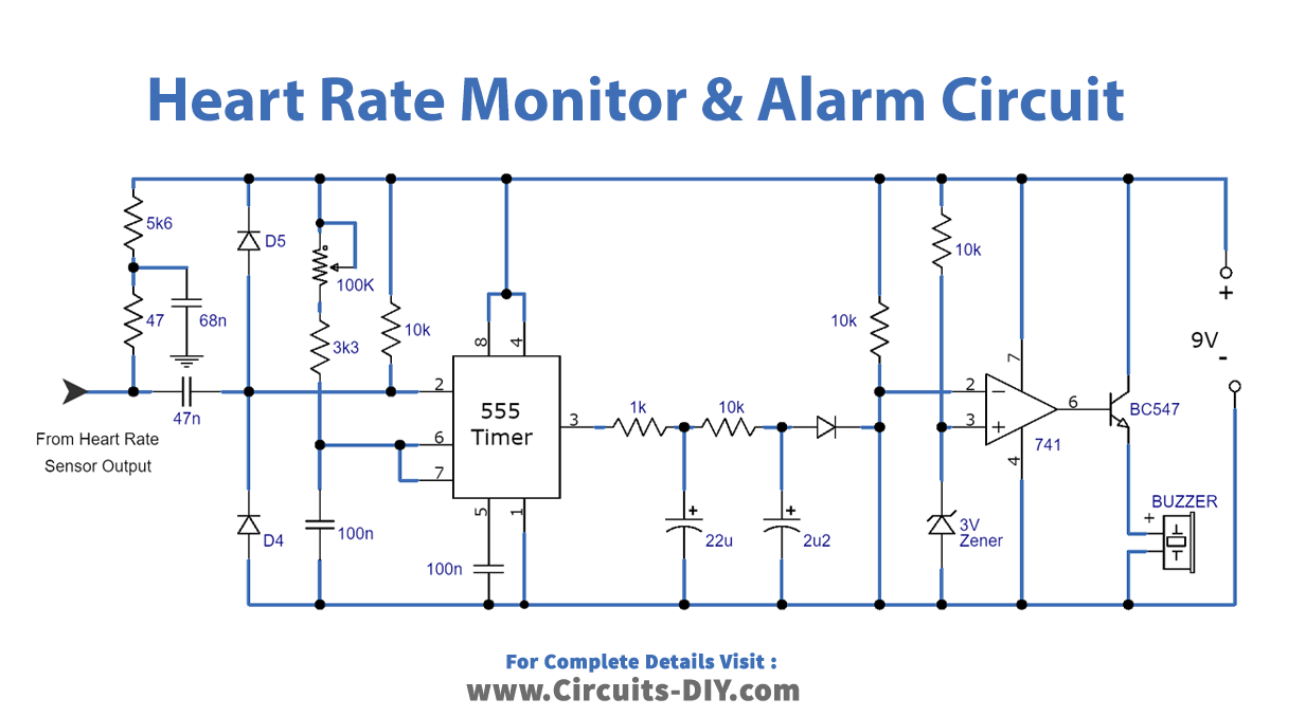 Heart Rate Monitor & Alarm Circuit
5k6
D5
100K
47
68n
3k3
10k
47n
From Heart Rate
Sensor Output
D4
100n
8
4
2
6
7
555
Timer
3
5
1
100n
1k
10k
+
22u
+
2u2
10k
10k
2
3
−
+
7
4
6
741
3V
Zener
BC547
BUZZER
+
+
9V
-
For Complete Details Visit :
www.Circuits-DIY.com